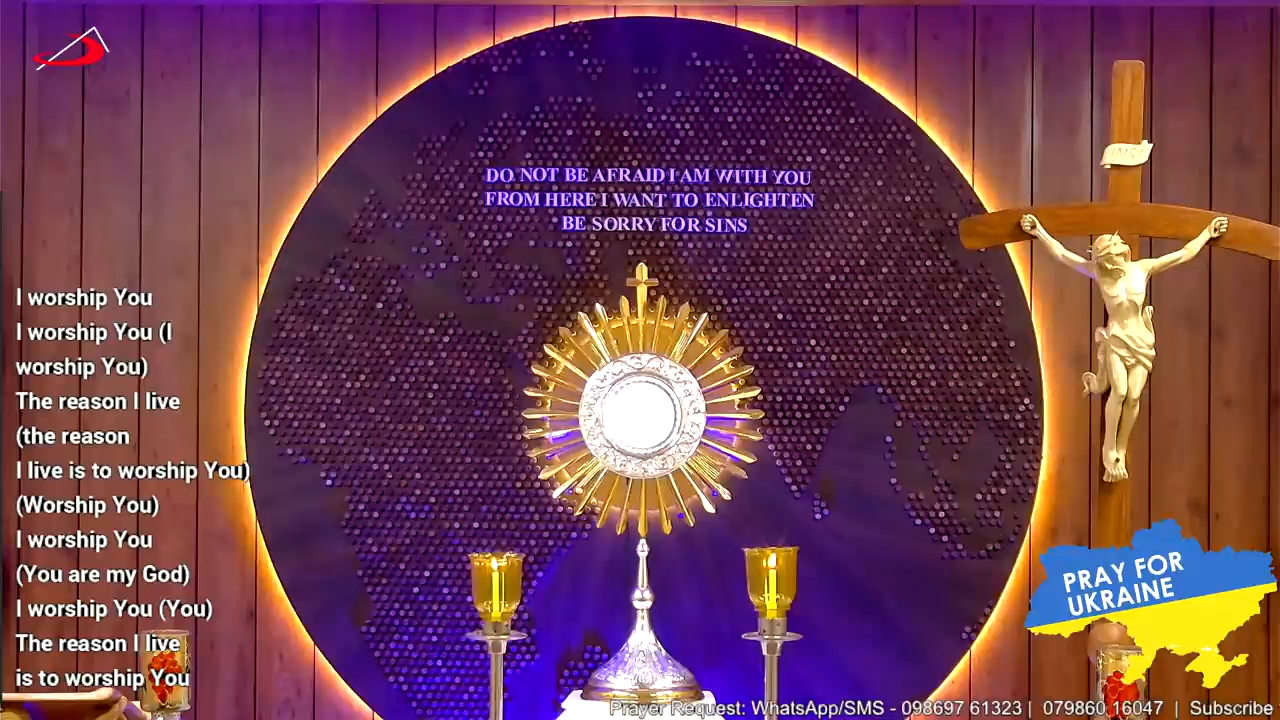 DO NOT BE AFRAID I AM WITH YOU
FROM HERE I WANT TO ENLIGHTEN
BE SORRY FOR SINS
I worship You
I worship You (I
worship You)
The reason I live
(the reason
I live is to worship You)
(Worship You)
I worship You
(You are my God)
I worship You (You)
The reason I live
is to worship You
PRAY FOR
UKRAINE
Prayer Request: WhatsApp/SMS - 098697 61323 | 079860 16047 | Subscribe